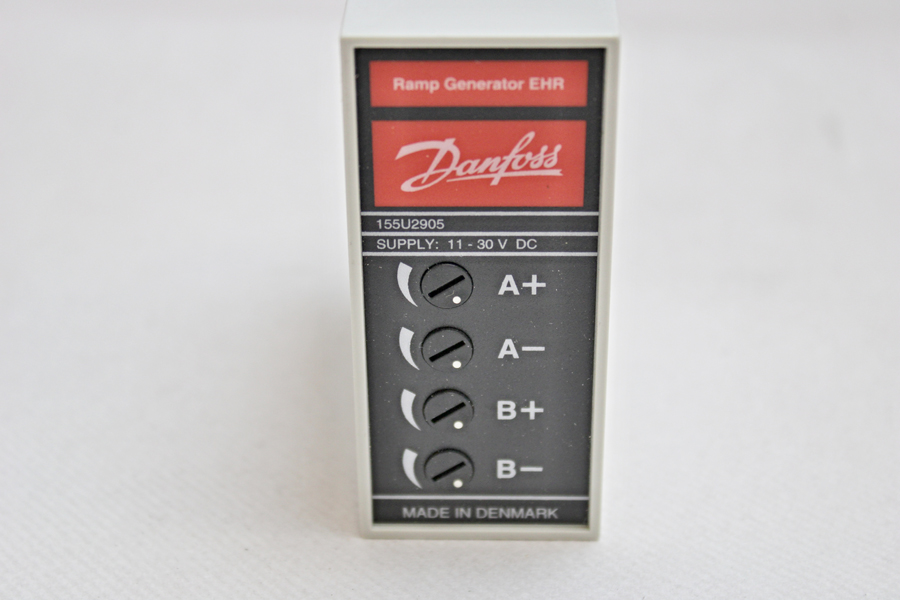 Ramp Generator EHR
Danfoss
155U2905
SUPPLY: 11 - 30 V DC
A+
A−
B+
B−
MADE IN DENMARK